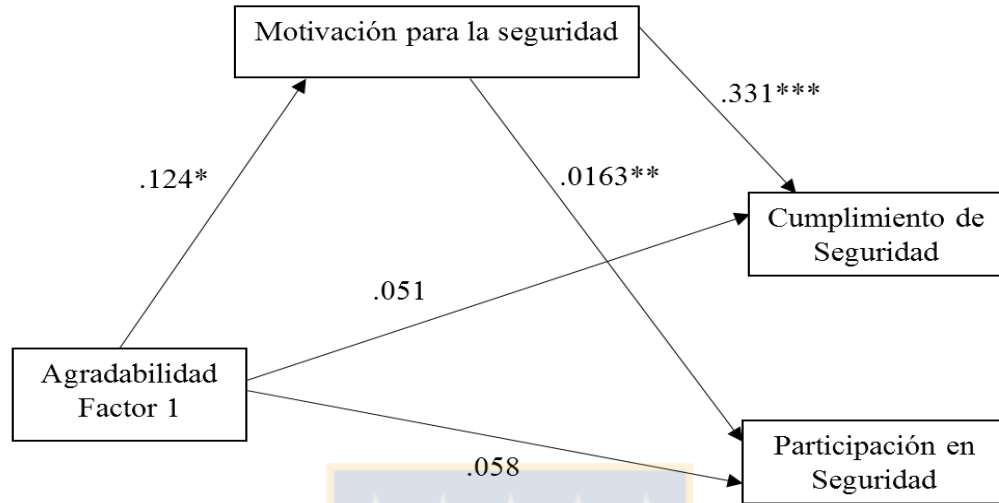 Motivación para la seguridad
.331***
.124*
.0163**
Cumplimiento de
Seguridad
.051
Agradabilidad
Factor 1
.058
Participación en
Seguridad